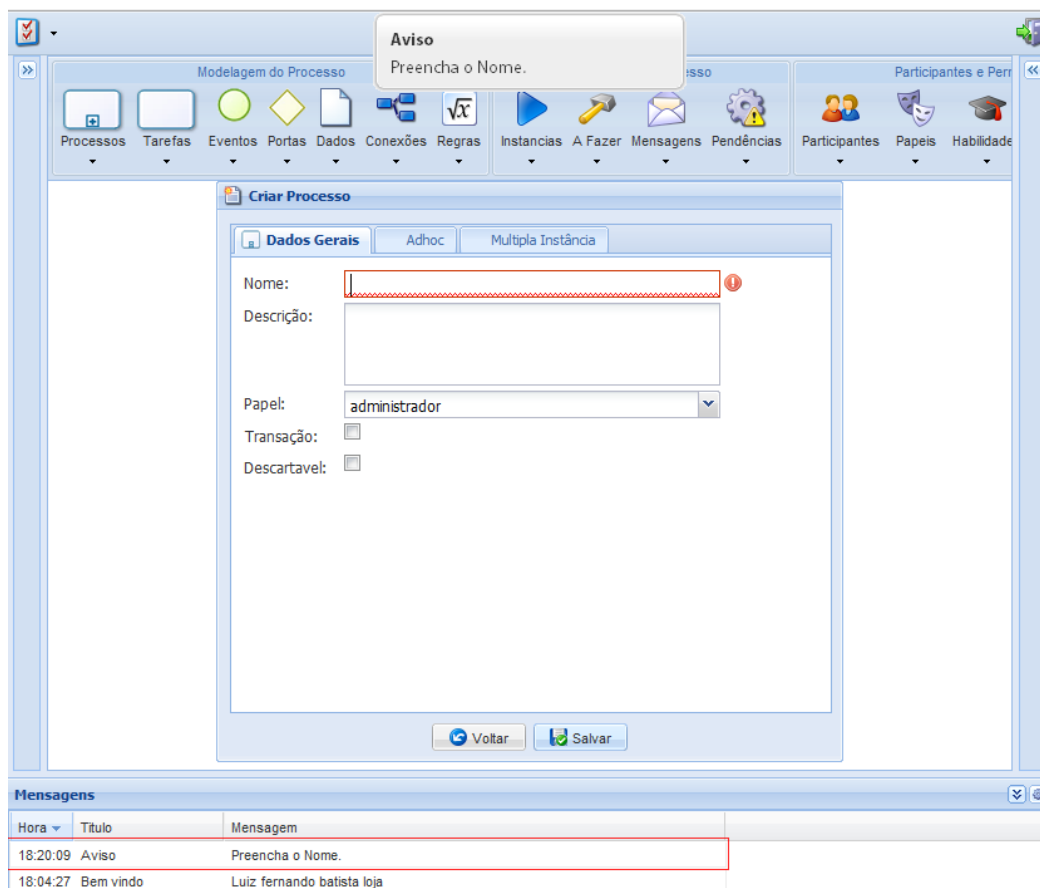 Aviso
Preencha o Nome.
Modelagem do Processo
Participantes e Perr
Processos Tarefas Eventos Portas Dados Conexões Regras Instancias A Fazer Mensagens Pendências Participantes Papeis Habilidade
Criar Processo
Dados Gerais Adhoc Multipla Instância
Nome:
Descrição:
Papel: administrador
Transação:
Descartavel:
Voltar Salvar
Mensagens
Hora Titulo Mensagem
18:20:09 Aviso Preencha o Nome.
18:04:27 Bem vindo Luiz fernando batista loja